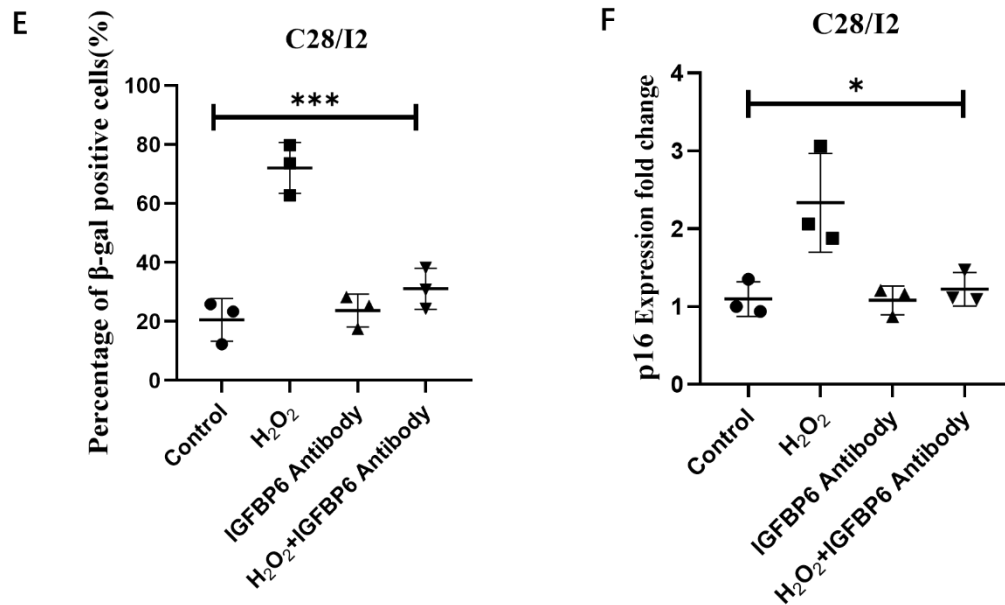 E
C28/I2
Percentage of β-gal positive cells(%)
100
80
60
40
20
0
***
Control
H₂O₂
IGFBP6 Antibody
H₂O₂+IGFBP6 Antibody
F
C28/I2
p16 Expression fold change
4
3
2
1
0
*
Control
H₂O₂
IGFBP6 Antibody
H₂O₂+IGFBP6 Antibody